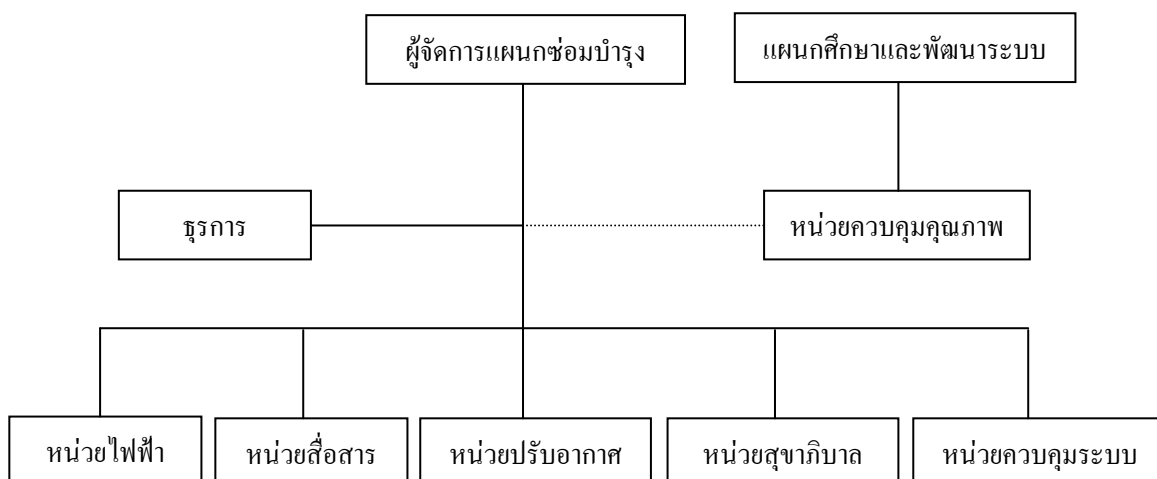 ผู้จัดการแผนกซ่อมบำรุง
แผนกศึกษาและพัฒนาระบบ
ธุรการ
หน่วยควบคุมคุณภาพ
หน่วยไฟฟ้า
หน่วยสื่อสาร
หน่วยปรับอากาศ
หน่วยสุขาภิบาล
หน่วยควบคุมระบบ